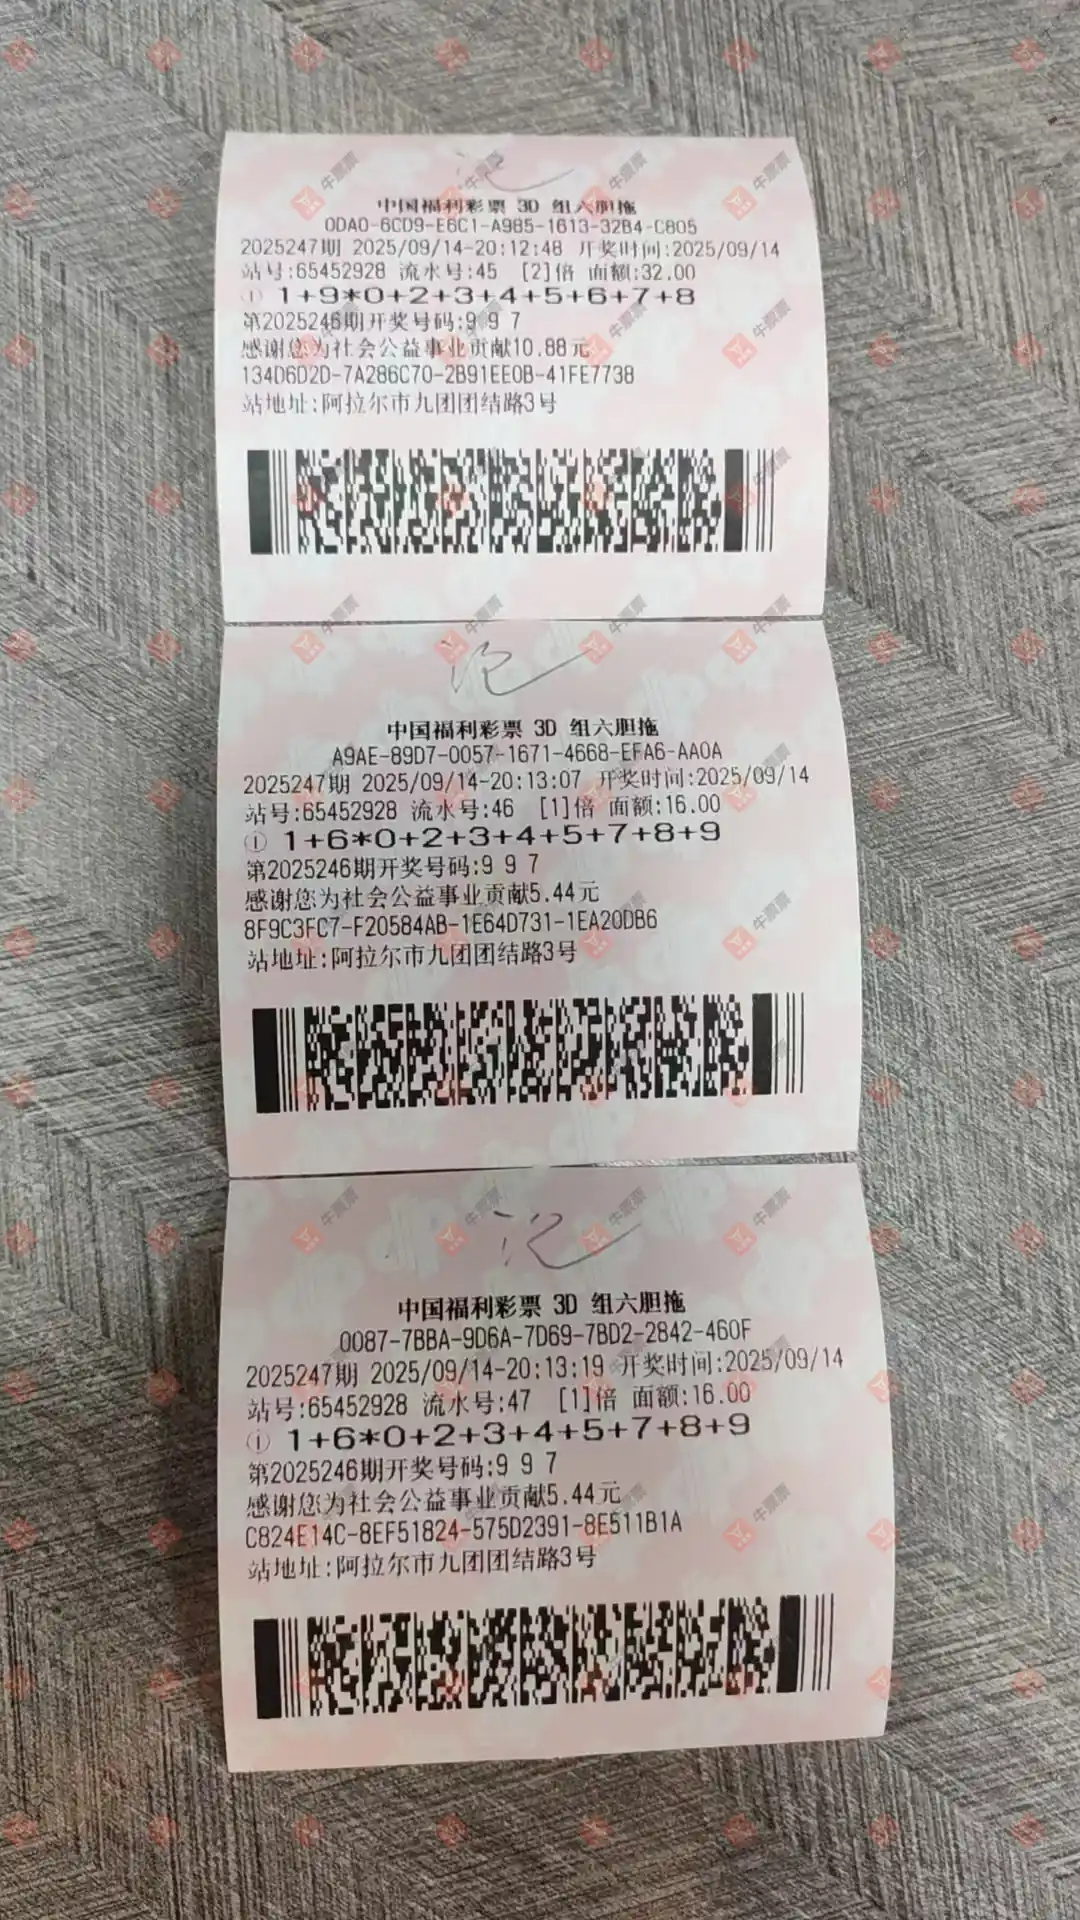 记
中国福利彩票 3D 组六胆拖
0DA0-6CD9-E6C1-A985-1613-32B4-C805
2025247期 2025/09/14-20:12:48 开奖时间:2025/09/14
站号:65452928 流水号:45 [2]倍 面额:32.00
① 1+9*0+2+3+4+5+6+7+8
第2025246期开奖号码:9 9 7
感谢您为社会公益事业贡献10.88元
134D6D2D-7A286C70-2B91EE0B-41FE7738
站地址:阿拉尔市九团团结路3号
记
中国福利彩票 3D 组六胆拖
A9AE-89D7-0057-1671-4668-EFA6-AA0A
2025247期 2025/09/14-20:13:07 开奖时间:2025/09/14
站号:65452928 流水号:46 [1]倍 面额:16.00
① 1+6*0+2+3+4+5+7+8+9
第2025246期开奖号码:9 9 7
感谢您为社会公益事业贡献5.44元
8F9C3FC7-F20584AB-1E64D731-1EA20DB6
站地址:阿拉尔市九团团结路3号
记
中国福利彩票 3D 组六胆拖
0087-7BBA-9D6A-7D69-7BD2-2842-460F
2025247期 2025/09/14-20:13:19 开奖时间:2025/09/14
站号:65452928 流水号:47 [1]倍 面额:16.00
① 1+6*0+2+3+4+5+7+8+9
第2025246期开奖号码:9 9 7
感谢您为社会公益事业贡献5.44元
C824E14C-8EF51824-575D2391-8E511B1A
站地址:阿拉尔市九团团结路3号
牛票票